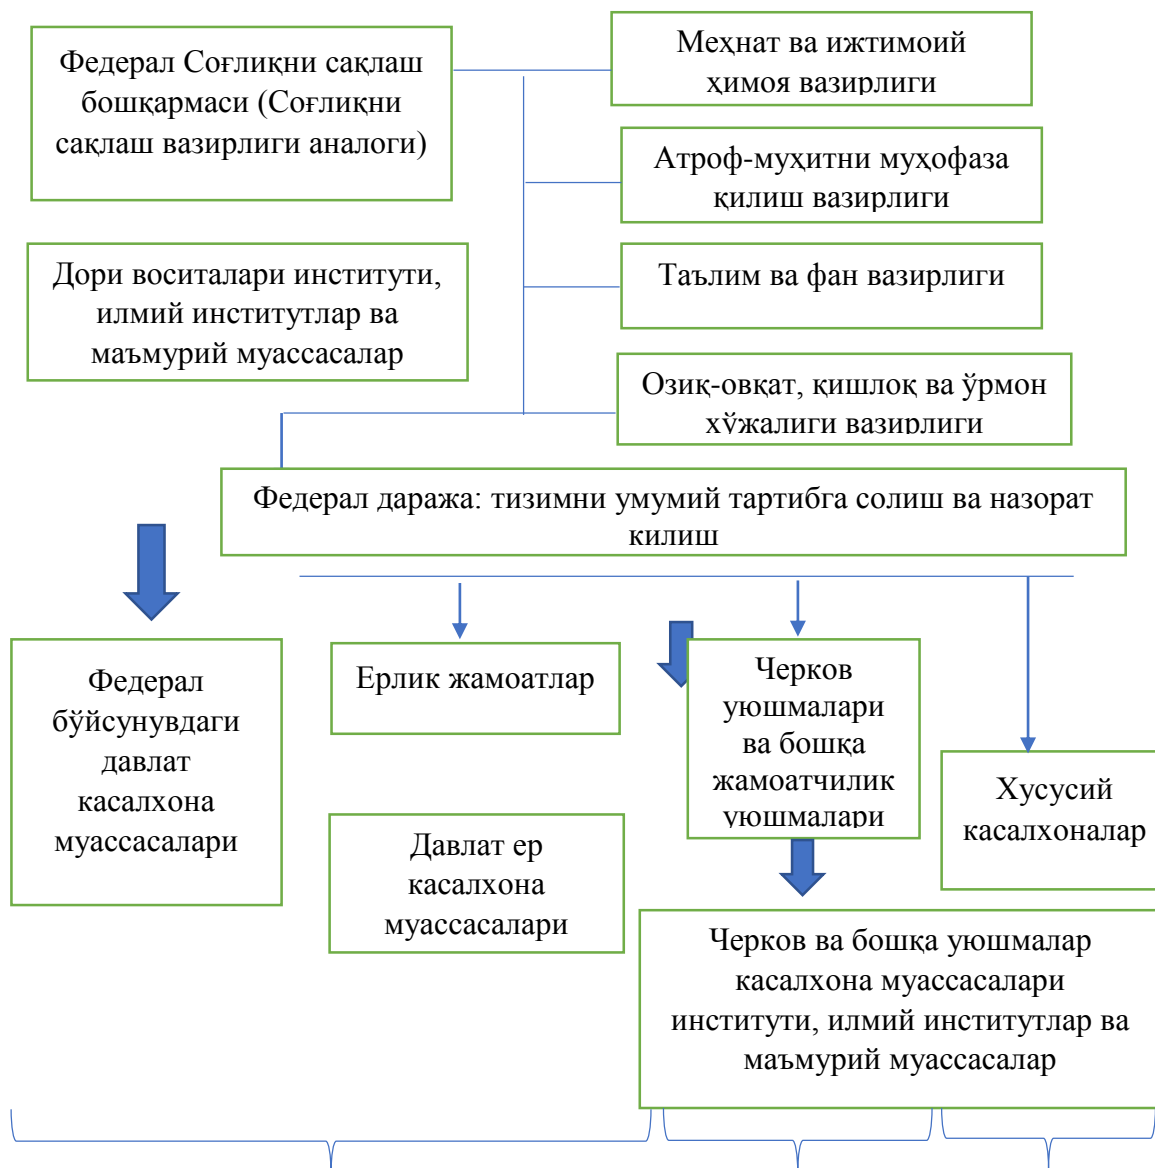 Федерал Соғлиқни сақлаш
бошқармаси (Соғлиқни
сақлаш вазирлиги аналоги)
Меҳнат ва ижтимоий
ҳимоя вазирлиги
Атроф-муҳитни муҳофаза
қилиш вазирлиги
Дори воситалари институти,
илмий институтлар ва
маъмурий муассасалар
Таълим ва фан вазирлиги
Озиқ-овқат, қишлоқ ва ўрмон
хўжалиги вазирлиги
Федерал даража: тизимни умумий тартибга солиш ва назорат
килиш
Федерал
бўйсунувдаги
давлат
касалхона
муассасалари
Ерлик жамоатлар
Давлат ер
касалхона
муассасалари
Черков
уюшмалари
ва бошқа
жамоатчилик
уюшмалари
Хусусий
касалхоналар
Черков ва бошқа уюшмалар
касалхона муассасалари
институти, илмий институтлар ва
маъмурий муассасалар